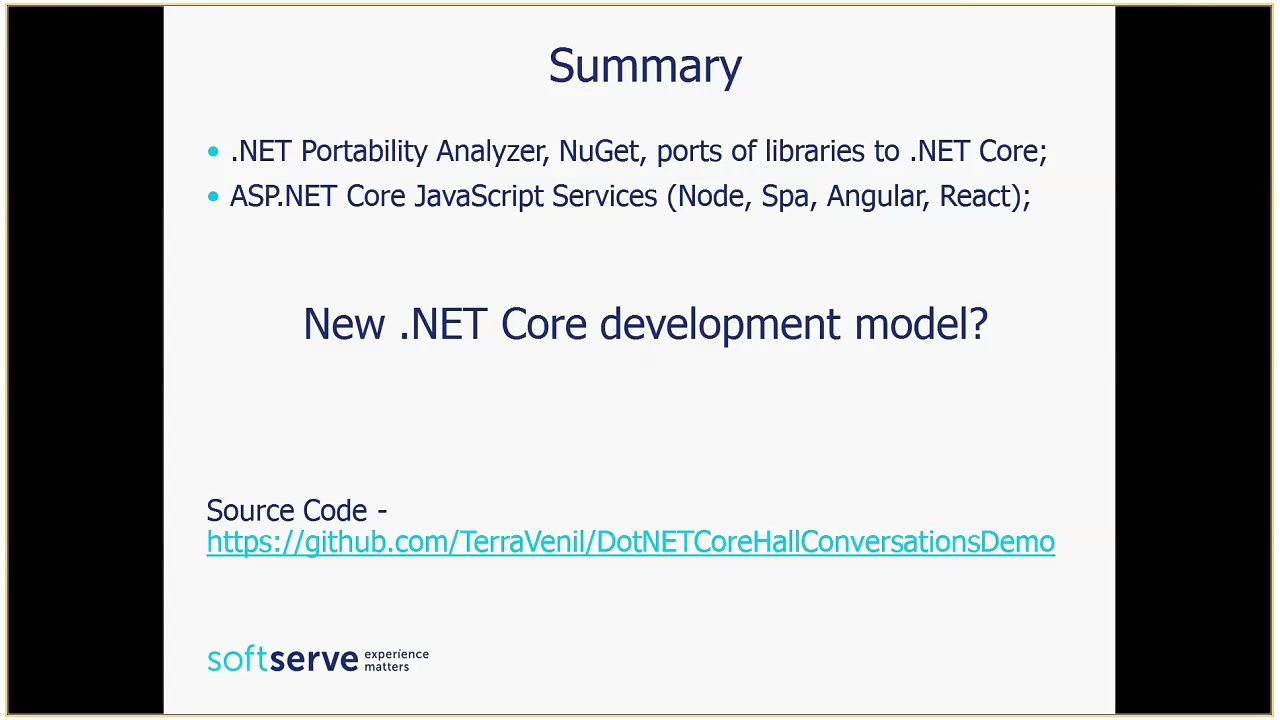 Summary
.NET Portability Analyzer, NuGet, ports of libraries to .NET Core;
ASP.NET Core JavaScript Services (Node, Spa, Angular, React);
New .NET Core development model?
Source Code -
https://github.com/TerraVenil/DotNETCoreHallConversationsDemo
softserve experience
matters